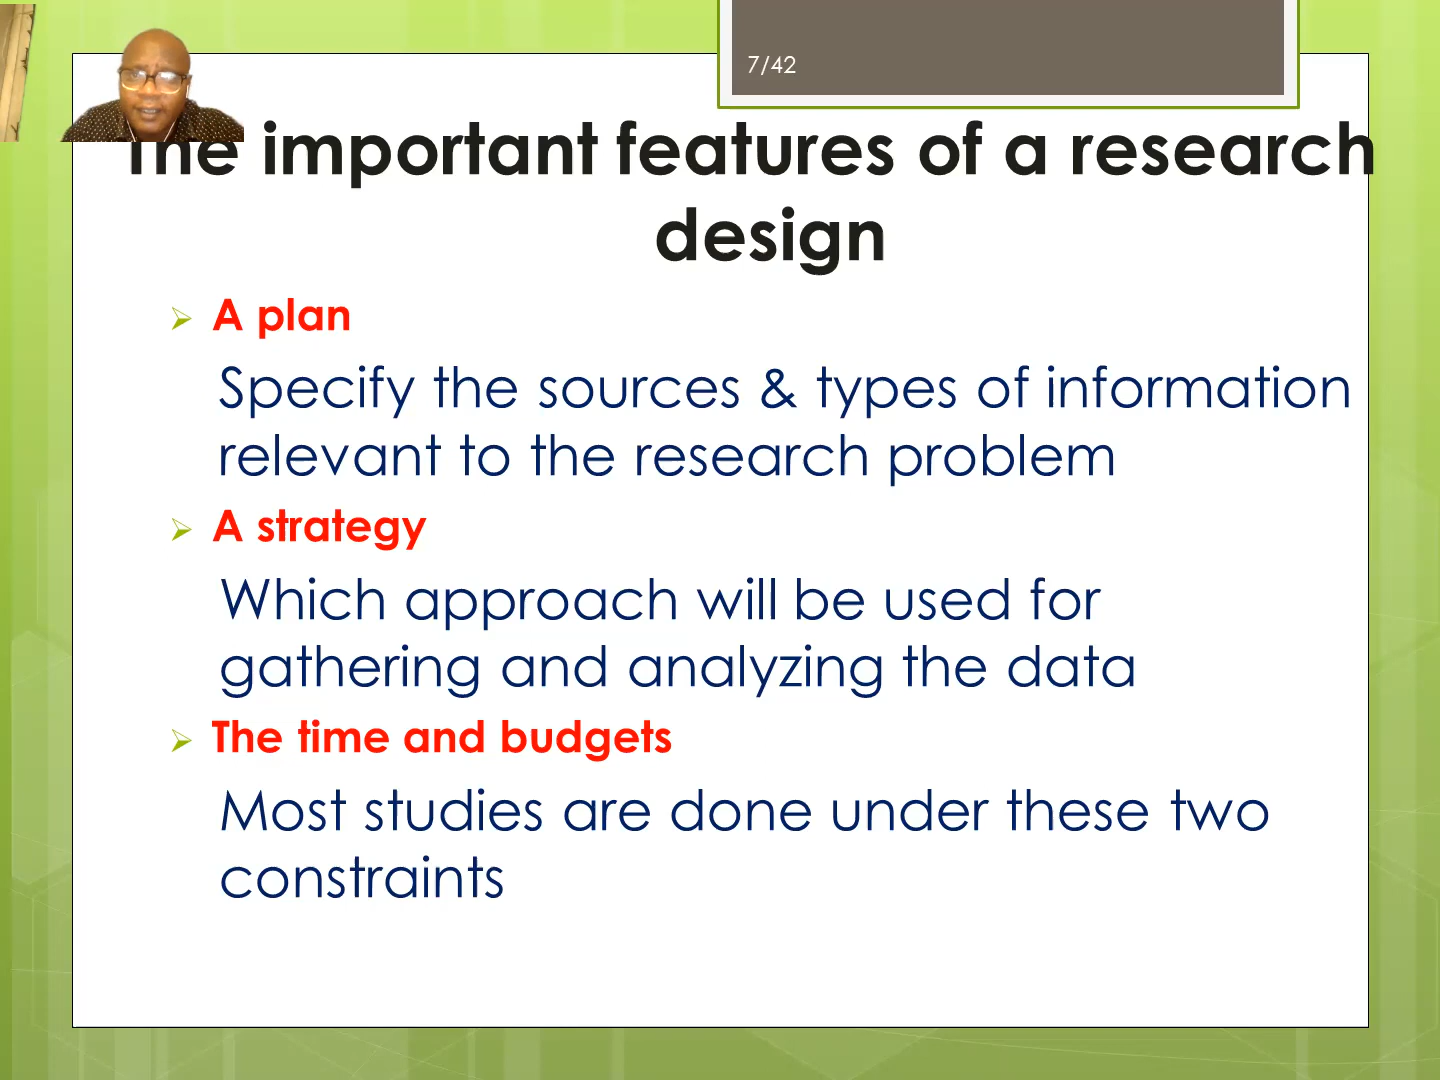 7/42
The important features of a research
design
A plan
Specify the sources & types of information
relevant to the research problem
A strategy
Which approach will be used for
gathering and analyzing the data
The time and budgets
Most studies are done under these two
constraints